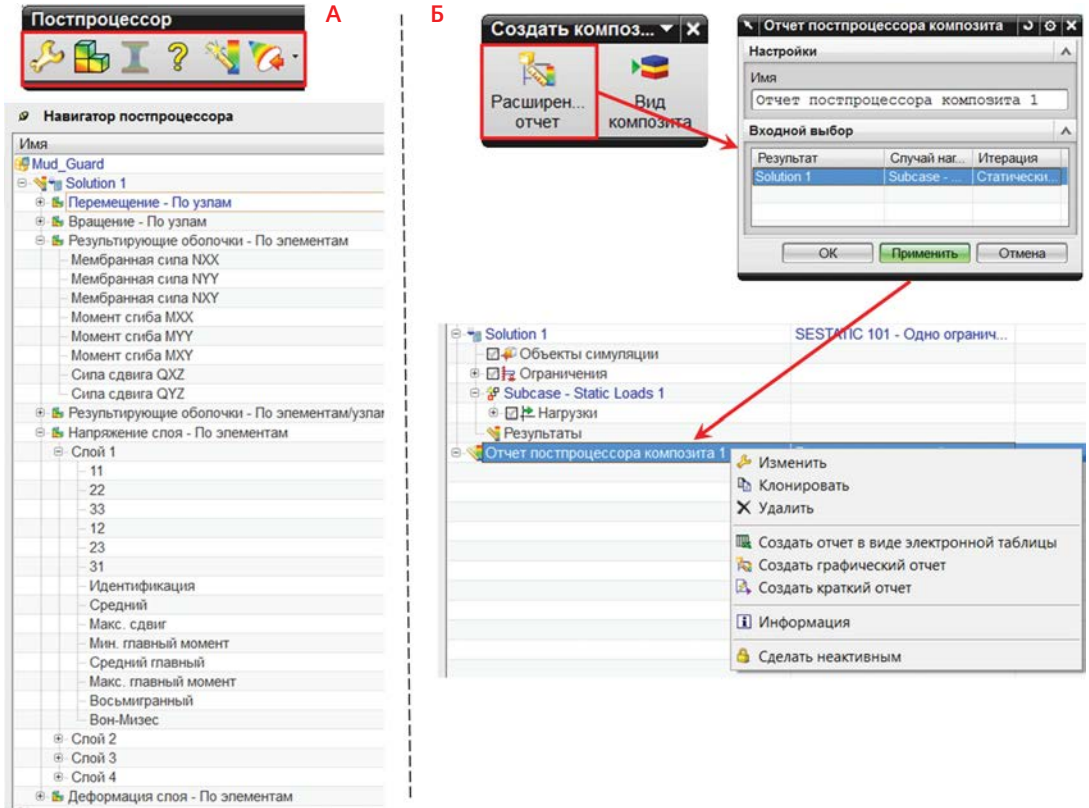 Постпроцессор
А
Навигатор постпроцессора
Имя
Mud_Guard
Solution 1
Перемещение - По узлам
Вращение - По узлам
Результирующие оболочки - По элементам
Мембранная сила NXX
Мембранная сила NYY
Мембранная сила NXY
Момент сгиба MXX
Момент сгиба MYY
Момент сгиба MXY
Сила сдвига QXZ
Сила сдвига QYZ
Результирующие оболочки - По элементам/узлам
Напряжение слоя - По элементам
Слой 1
11
22
33
12
23
31
Идентификация
Средний
Макс. сдвиг
Мин. главный момент
Средний главный
Макс. главный момент
Восьмигранный
Вон-Мизес
Слой 2
Слой 3
Слой 4
Деформация слоя - По элементам
Б
Создать композ...
Расширен... отчет
Вид композита
Отчет постпроцессора композита
Настройки
Имя
Отчет постпроцессора композита 1
Входной выбор
Результат Случай наг... Итерация
Solution 1 Subcase - ... Статически...
ОК Применить Отмена
Solution 1 SESTATIC 101 - Одно огранич...
Объекты симуляции
Ограничения
Subcase - Static Loads 1
Нагрузки
Результаты
Отчет постпроцессора композита 1
Изменить
Клонировать
Удалить
Создать отчет в виде электронной таблицы
Создать графический отчет
Создать краткий отчет
Информация
Сделать неактивным